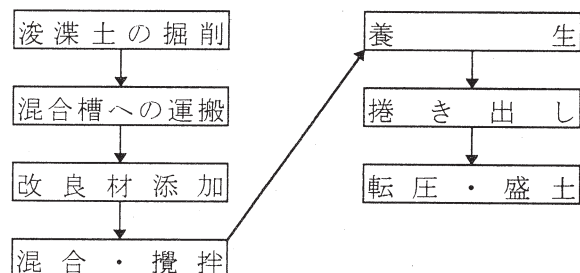 浚渫土の掘削
混合槽への運搬
改良材添加
混合・攪拌
養生
捲き出し
転圧・盛土